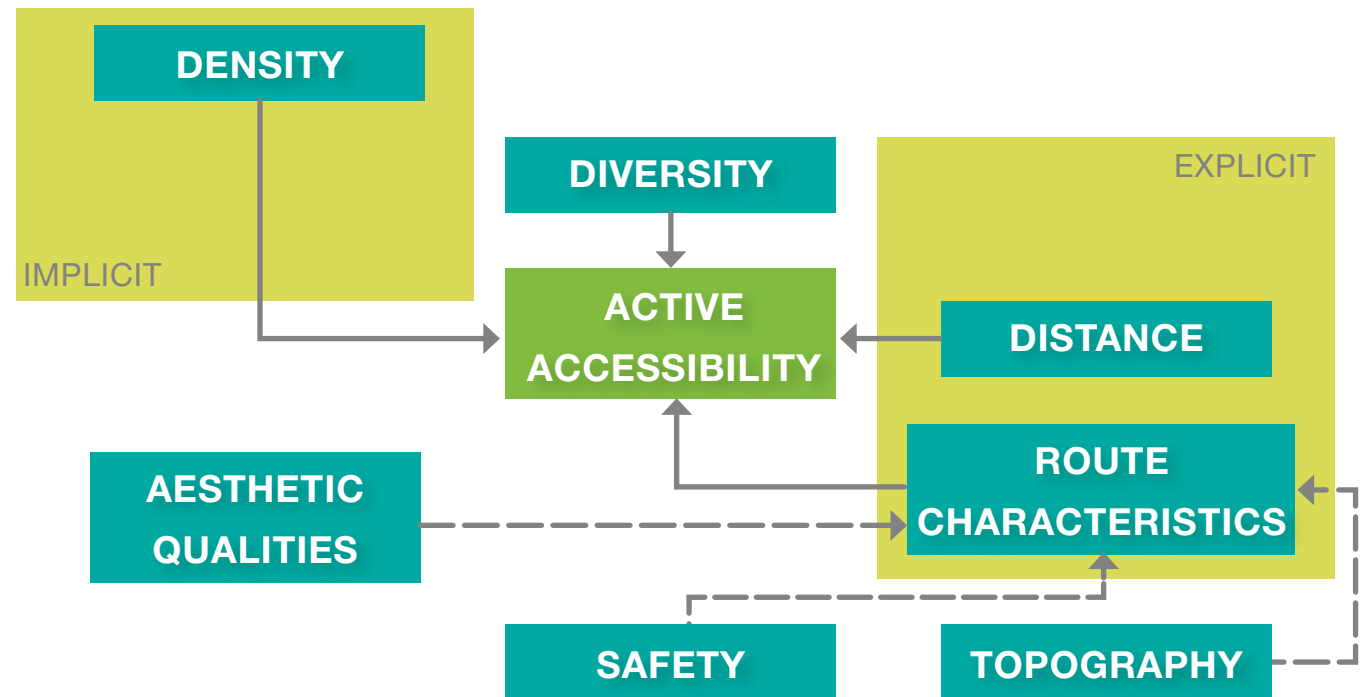 DENSITY
IMPLICIT
DIVERSITY
EXPLICIT
ACTIVE
ACCESSIBILITY
DISTANCE
AESTHETIC
QUALITIES
ROUTE
CHARACTERISTICS
SAFETY
TOPOGRAPHY